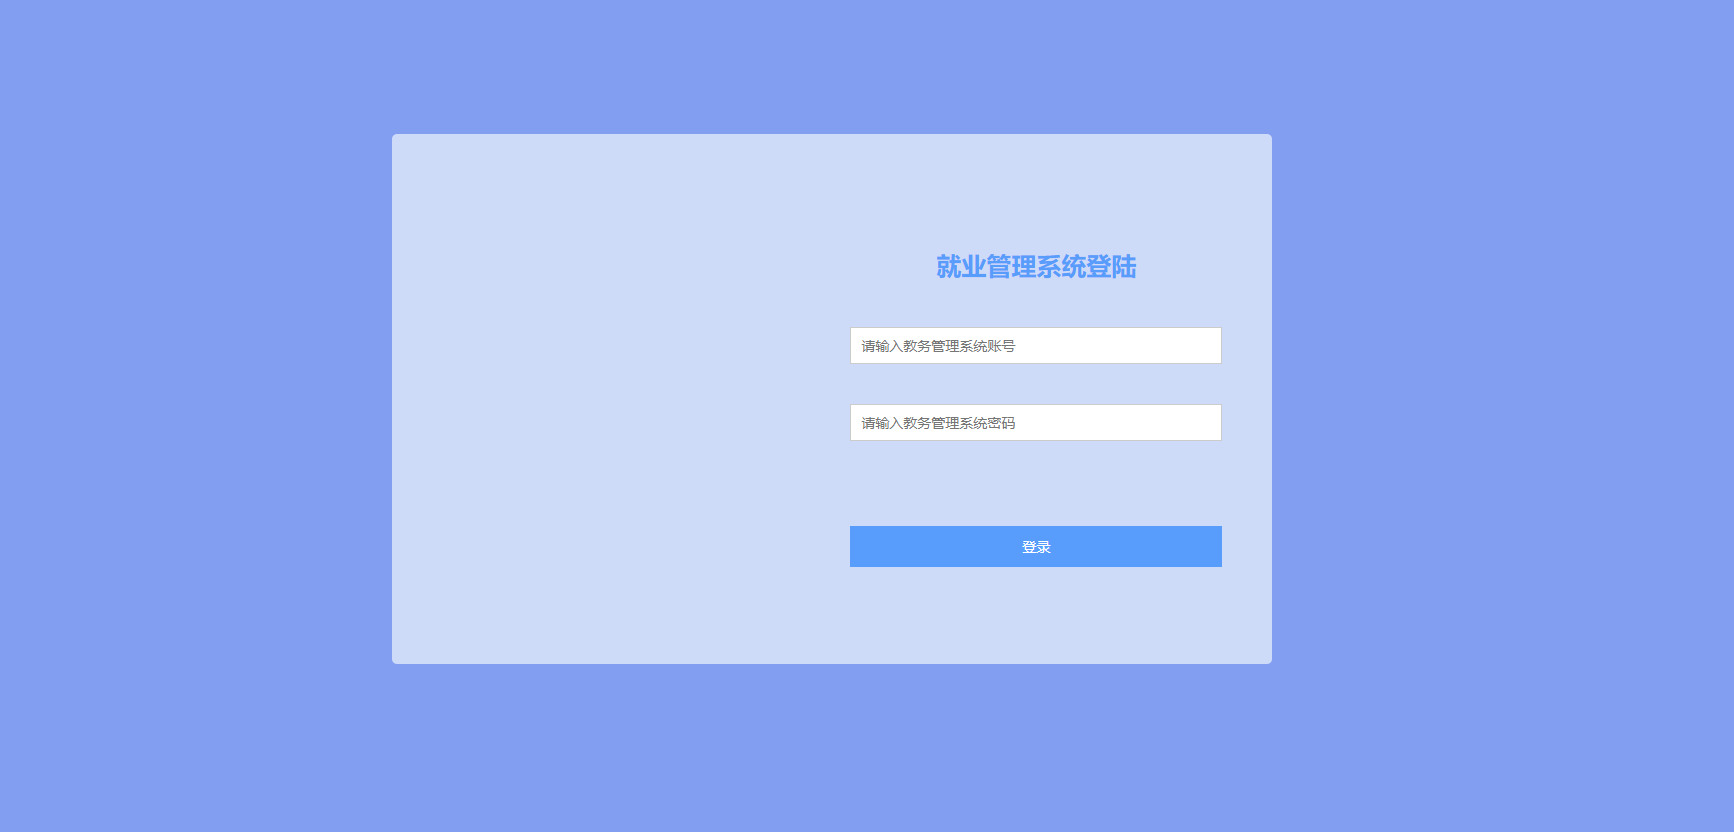 就业管理系统登陆
请输入教务管理系统账号
请输入教务管理系统密码
登录